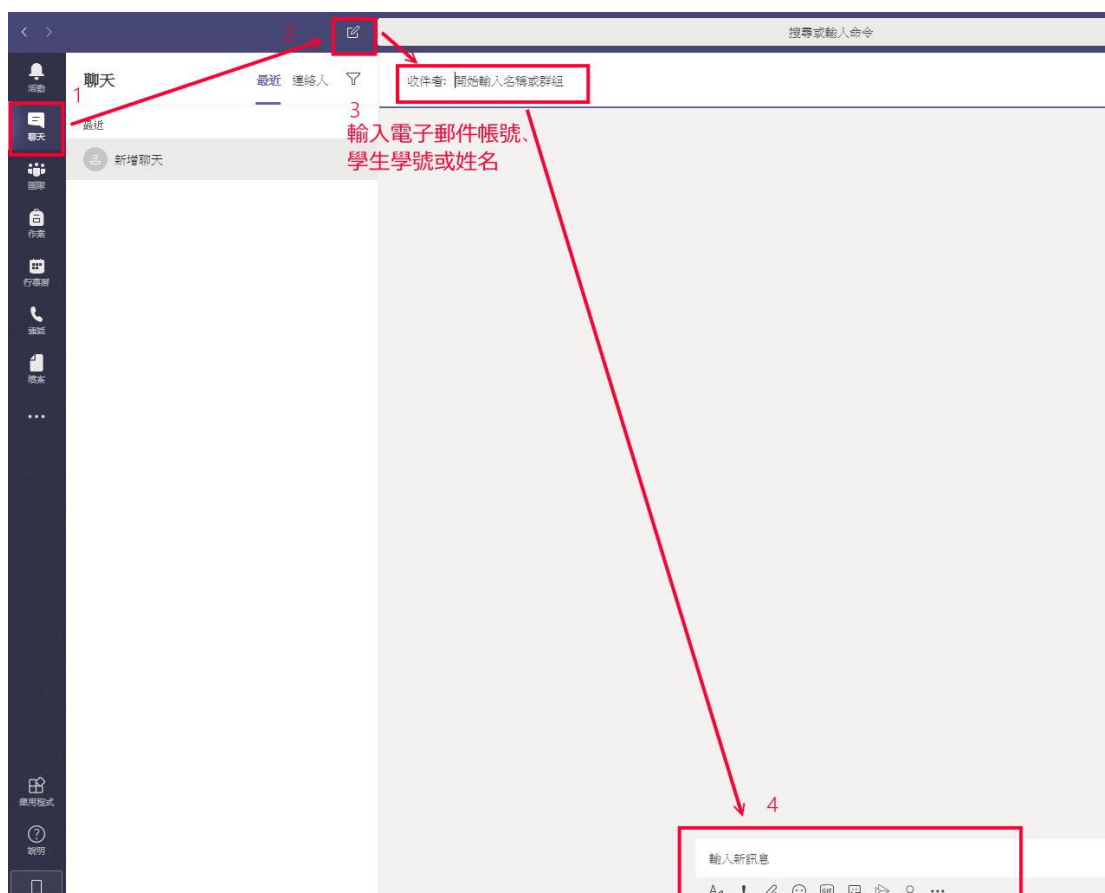 2
搜尋或輸入命令
活動
聊天
最近 連絡人
收件者: 開始輸入名稱或群組
1
聊天
最近
3
輸入電子郵件帳號、
學生學號或姓名
新增聊天
團隊
作業
行事曆
通話
檔案
應用程式
說明
4
輸入新訊息
GIF